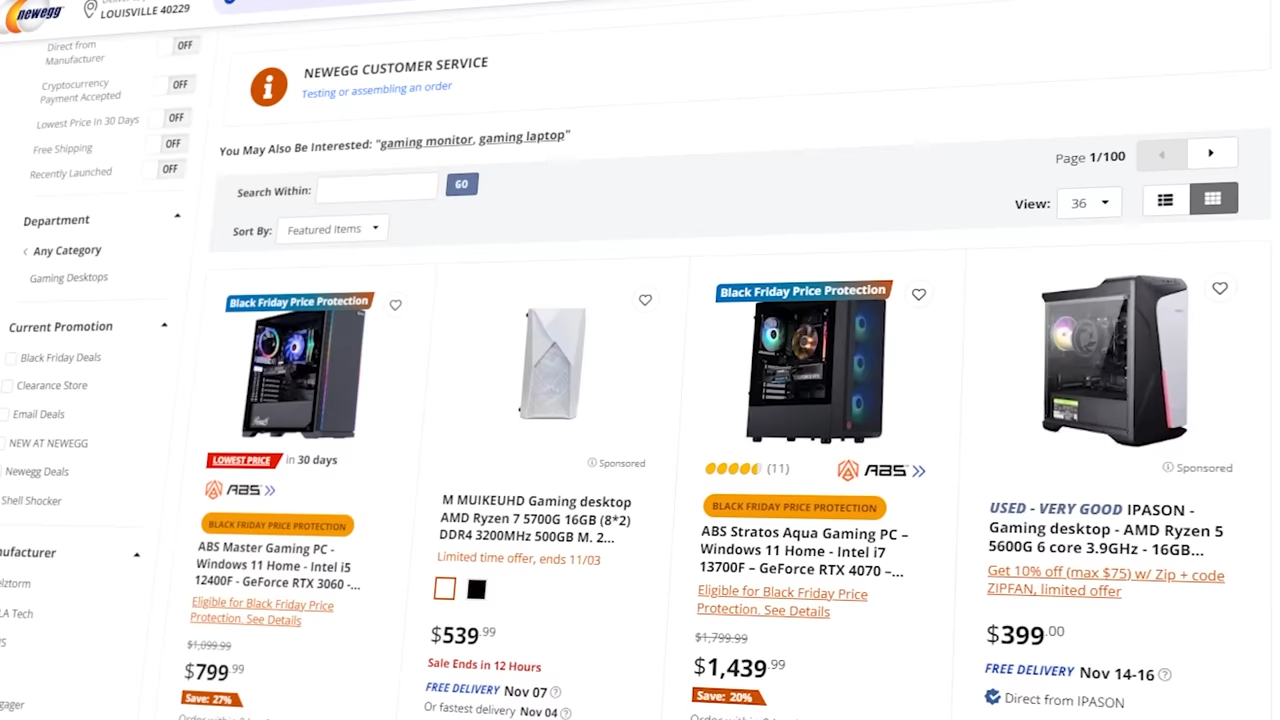 newegg
LOUISVILLE 40229
Direct from
Manufacturer
OFF
Cryptocurrency
Payment Accepted
OFF
Lowest Price In 30 Days
OFF
Free Shipping
OFF
Recently Launched
OFF
Department
Any Category
Gaming Desktops
Current Promotion
Black Friday Deals
Clearance Store
Email Deals
NEW AT NEWEGG
Newegg Deals
Shell Shocker
NEWEGG CUSTOMER SERVICE
Testing or assembling an order
You May Also Be Interested: "gaming monitor, gaming laptop"
Page 1/100
Search Within:
GO
View: 36
Sort By: Featured Items
Black Friday Price Protection
LOWEST PRICE in 30 days
ABS
BLACK FRIDAY PRICE PROTECTION
ABS Master Gaming PC -
Windows 11 Home - Intel i5
12400F - GeForce RTX 3060 -...
Eligible for Black Friday Price
Protection. See Details
$1,099.99
$799.99
Save: 27%
Sponsored
M MUIKEUHD Gaming desktop
AMD Ryzen 7 5700G 16GB (8*2)
DDR4 3200MHz 500GB M. 2...
Limited time offer, ends 11/03
$539.99
Sale Ends in 12 Hours
FREE DELIVERY Nov 07
Or fastest delivery Nov 04
Black Friday Price Protection
(11)
ABS
BLACK FRIDAY PRICE PROTECTION
ABS Stratos Aqua Gaming PC –
Windows 11 Home - Intel i7
13700F – GeForce RTX 4070 –...
Eligible for Black Friday Price
Protection. See Details
$1,799.99
$1,439.99
Save: 20%
Sponsored
USED - VERY GOOD IPASON -
Gaming desktop - AMD Ryzen 5
5600G 6 core 3.9GHz - 16GB...
Get 10% off (max $75) w/ Zip + code
ZIPFAN, limited offer
$399.00
FREE DELIVERY Nov 14-16
Direct from IPASON